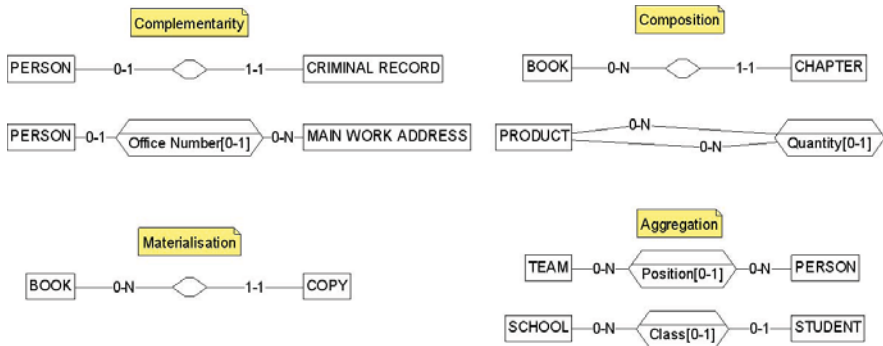 Complementarity
PERSON 0-1 1-1 CRIMINAL RECORD
PERSON 0-1 Office Number[0-1] 0-N MAIN WORK ADDRESS
Composition
BOOK 0-N 1-1 CHAPTER
PRODUCT 0-N 0-N Quantity[0-1]
Materialisation
BOOK 0-N 1-1 COPY
Aggregation
TEAM 0-N Position[0-1] 0-N PERSON
SCHOOL 0-N Class[0-1] 0-1 STUDENT